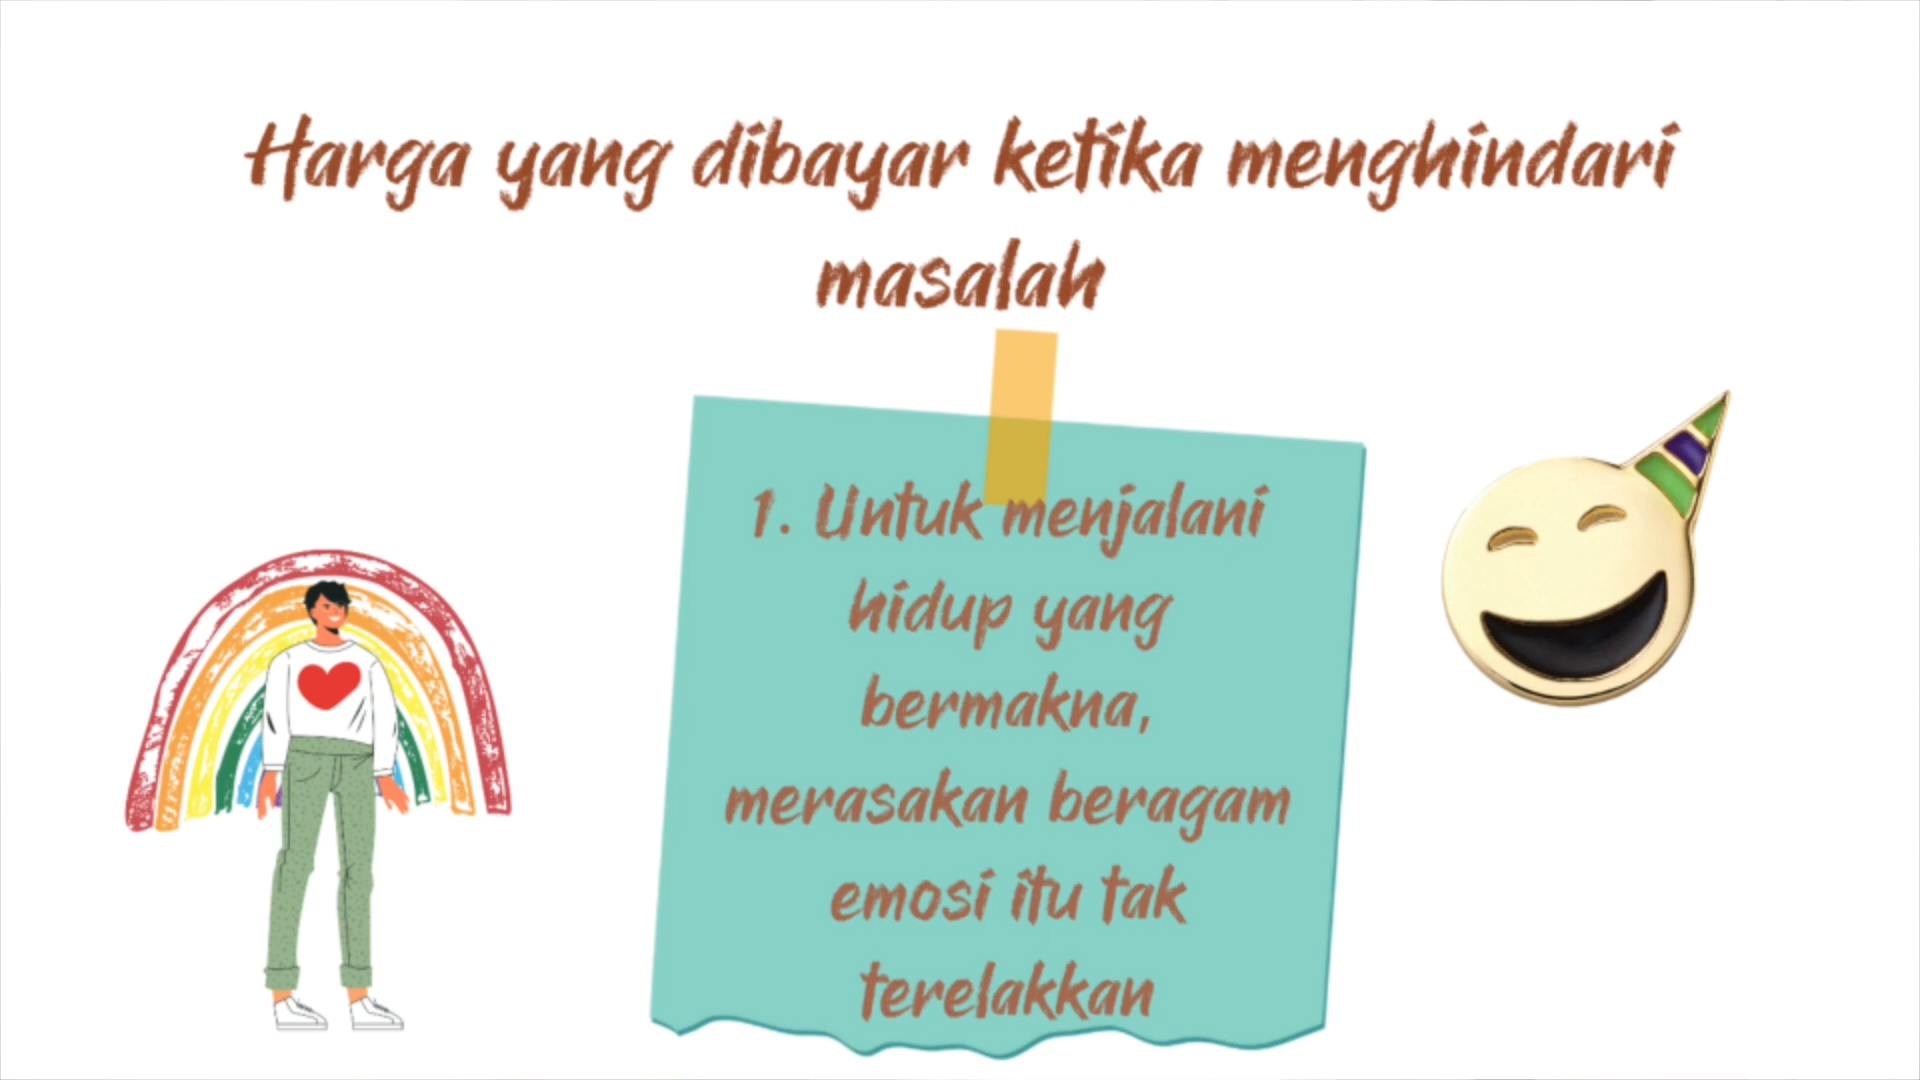 Harga yang dibayar ketika menghindari
masalah
1. Untuk menjalani
hidup yang
bermakna,
merasakan beragam
emosi itu tak
terelakkan